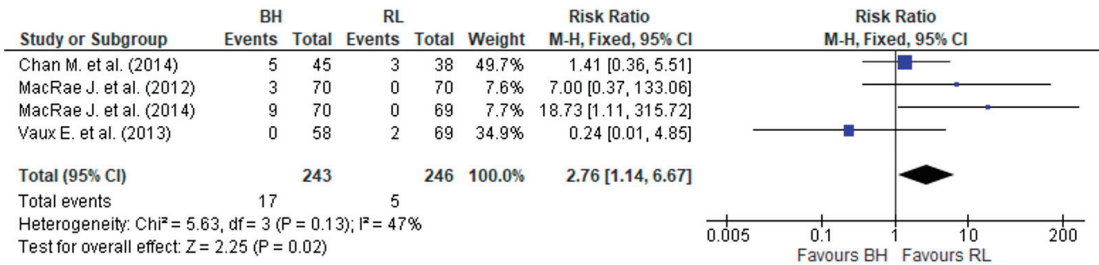 BH RL Risk Ratio Risk Ratio
Study or Subgroup Events Total Events Total Weight M-H, Fixed, 95% CI M-H, Fixed, 95% CI
Chan M. et al. (2014) 5 45 3 38 49.7% 1.41 [0.36, 5.51]
MacRae J. et al. (2012) 3 70 0 70 7.6% 7.00 [0.37, 133.06]
MacRae J. et al. (2014) 9 70 0 69 7.7% 18.73 [1.11, 315.72]
Vaux E. et al. (2013) 0 58 2 69 34.9% 0.24 [0.01, 4.85]
Total (95% CI) 243 246 100.0% 2.76 [1.14, 6.67]
Total events 17 5
Heterogeneity: Chi² = 5.63, df = 3 (P = 0.13); I² = 47%
Test for overall effect: Z = 2.25 (P = 0.02)
0.005 0.1 1 10 200
Favours BH Favours RL